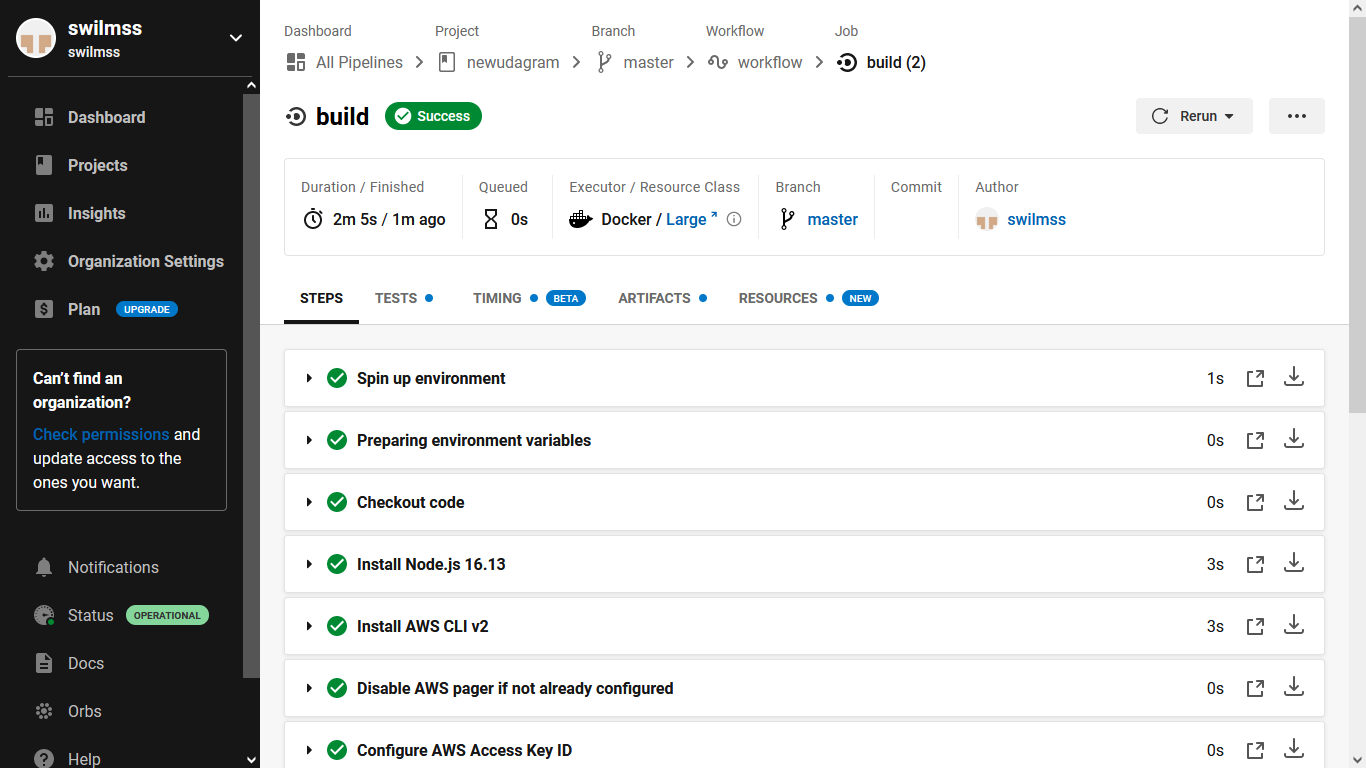 swilmss
swilmss
Dashboard
Projects
Insights
Organization Settings
Plan UPGRADE
Can't find an
organization?
Check permissions and
update access to the
ones you want.
Notifications
Status OPERATIONAL
Docs
Orbs
Help
Dashboard Project Branch Workflow Job
All Pipelines newudagram master workflow build (2)
build Success Rerun
Duration / Finished Queued Executor / Resource Class Branch Commit Author
2m 5s / 1m ago 0s Docker / Large master swilmss
STEPS TESTS TIMING BETA ARTIFACTS RESOURCES NEW
Spin up environment 1s
Preparing environment variables 0s
Checkout code 0s
Install Node.js 16.13 3s
Install AWS CLI v2 3s
Disable AWS pager if not already configured 0s
Configure AWS Access Key ID 0s